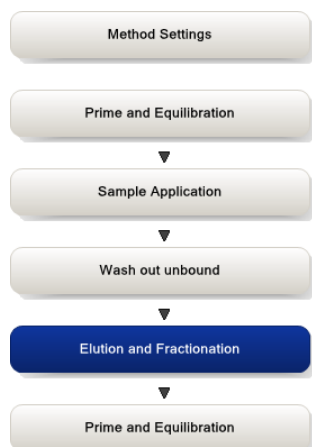 Method Settings
Prime and Equilibration
Sample Application
Wash out unbound
Elution and Fractionation
Prime and Equilibration